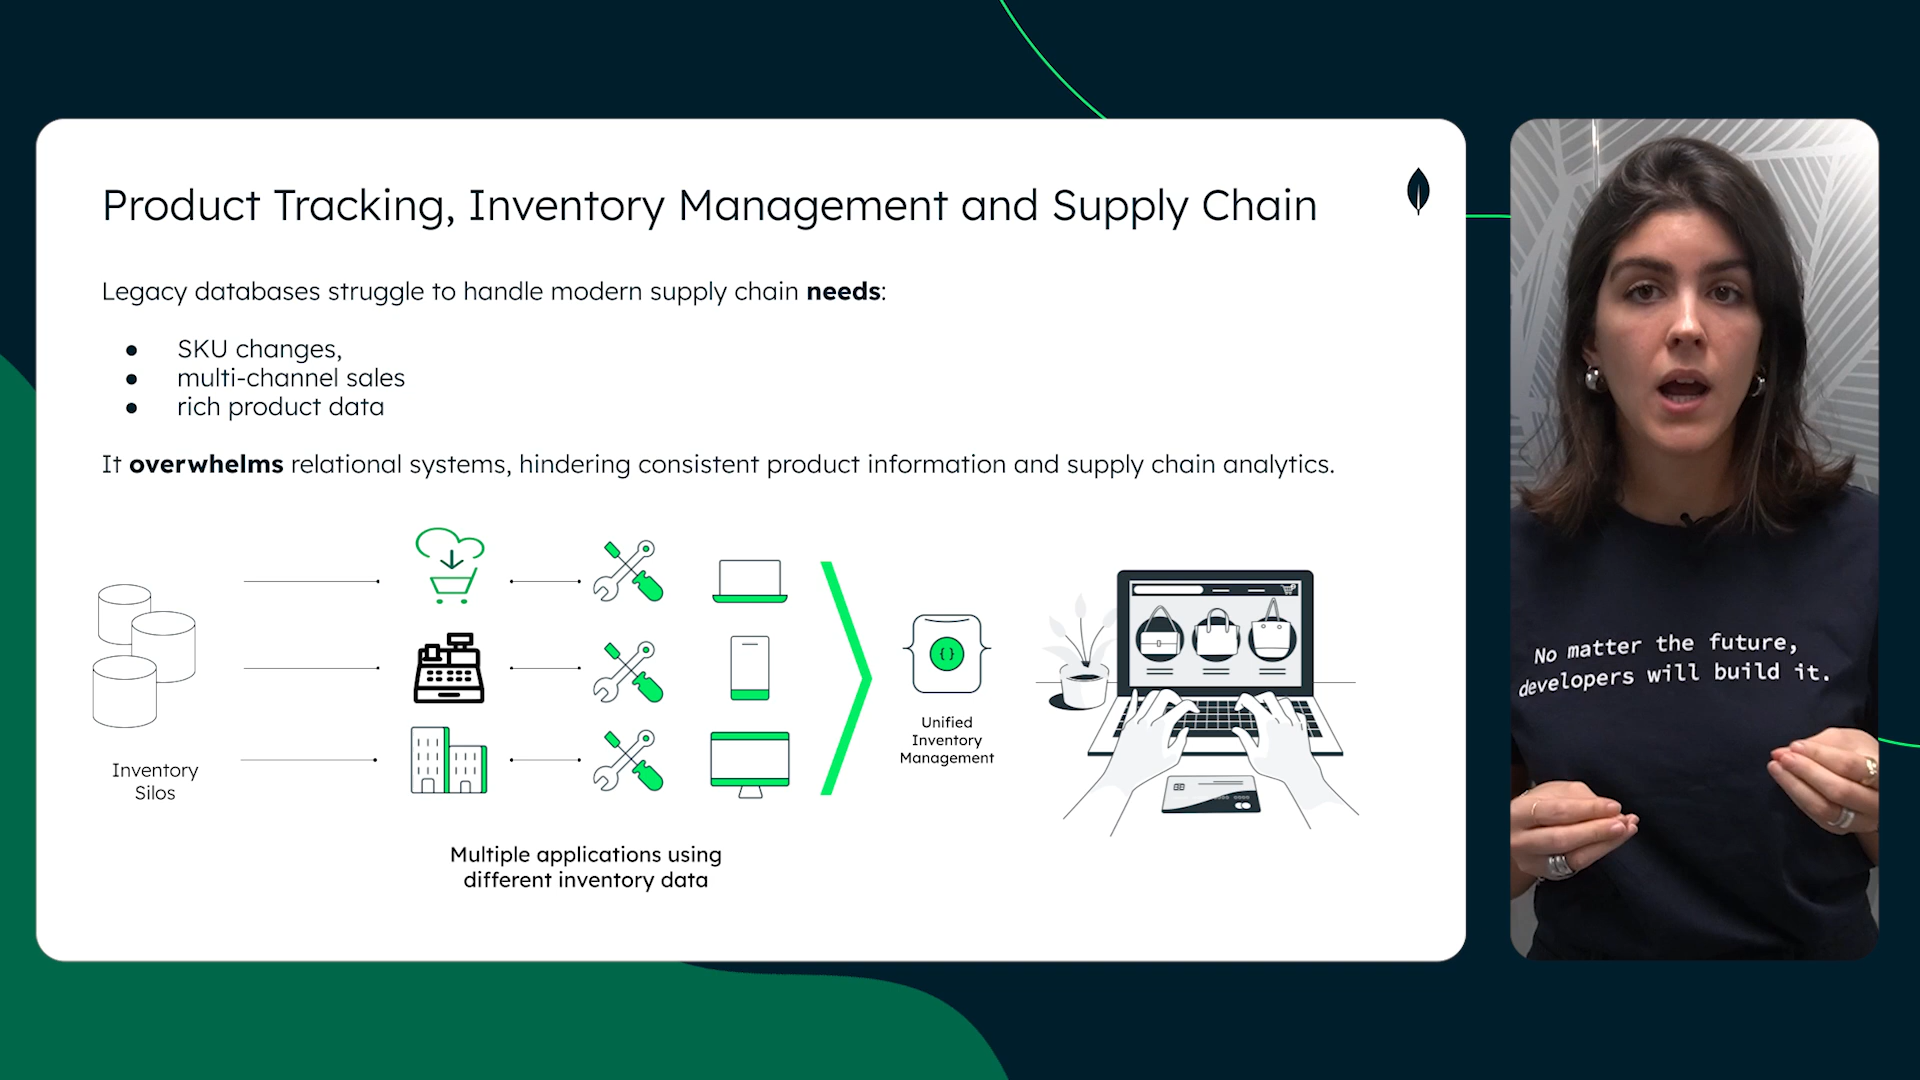 Product Tracking, Inventory Management and Supply Chain
Legacy databases struggle to handle modern supply chain needs:
● SKU changes,
● multi-channel sales
● rich product data
It overwhelms relational systems, hindering consistent product information and supply chain analytics.
Inventory
Silos
Multiple applications using
different inventory data
{ }
Unified
Inventory
Management
No matter the future,
developers will build it.